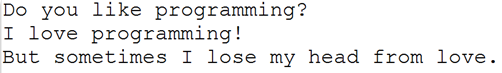 Do you like programming?
I love programming!
But sometimes I lose my head from love.